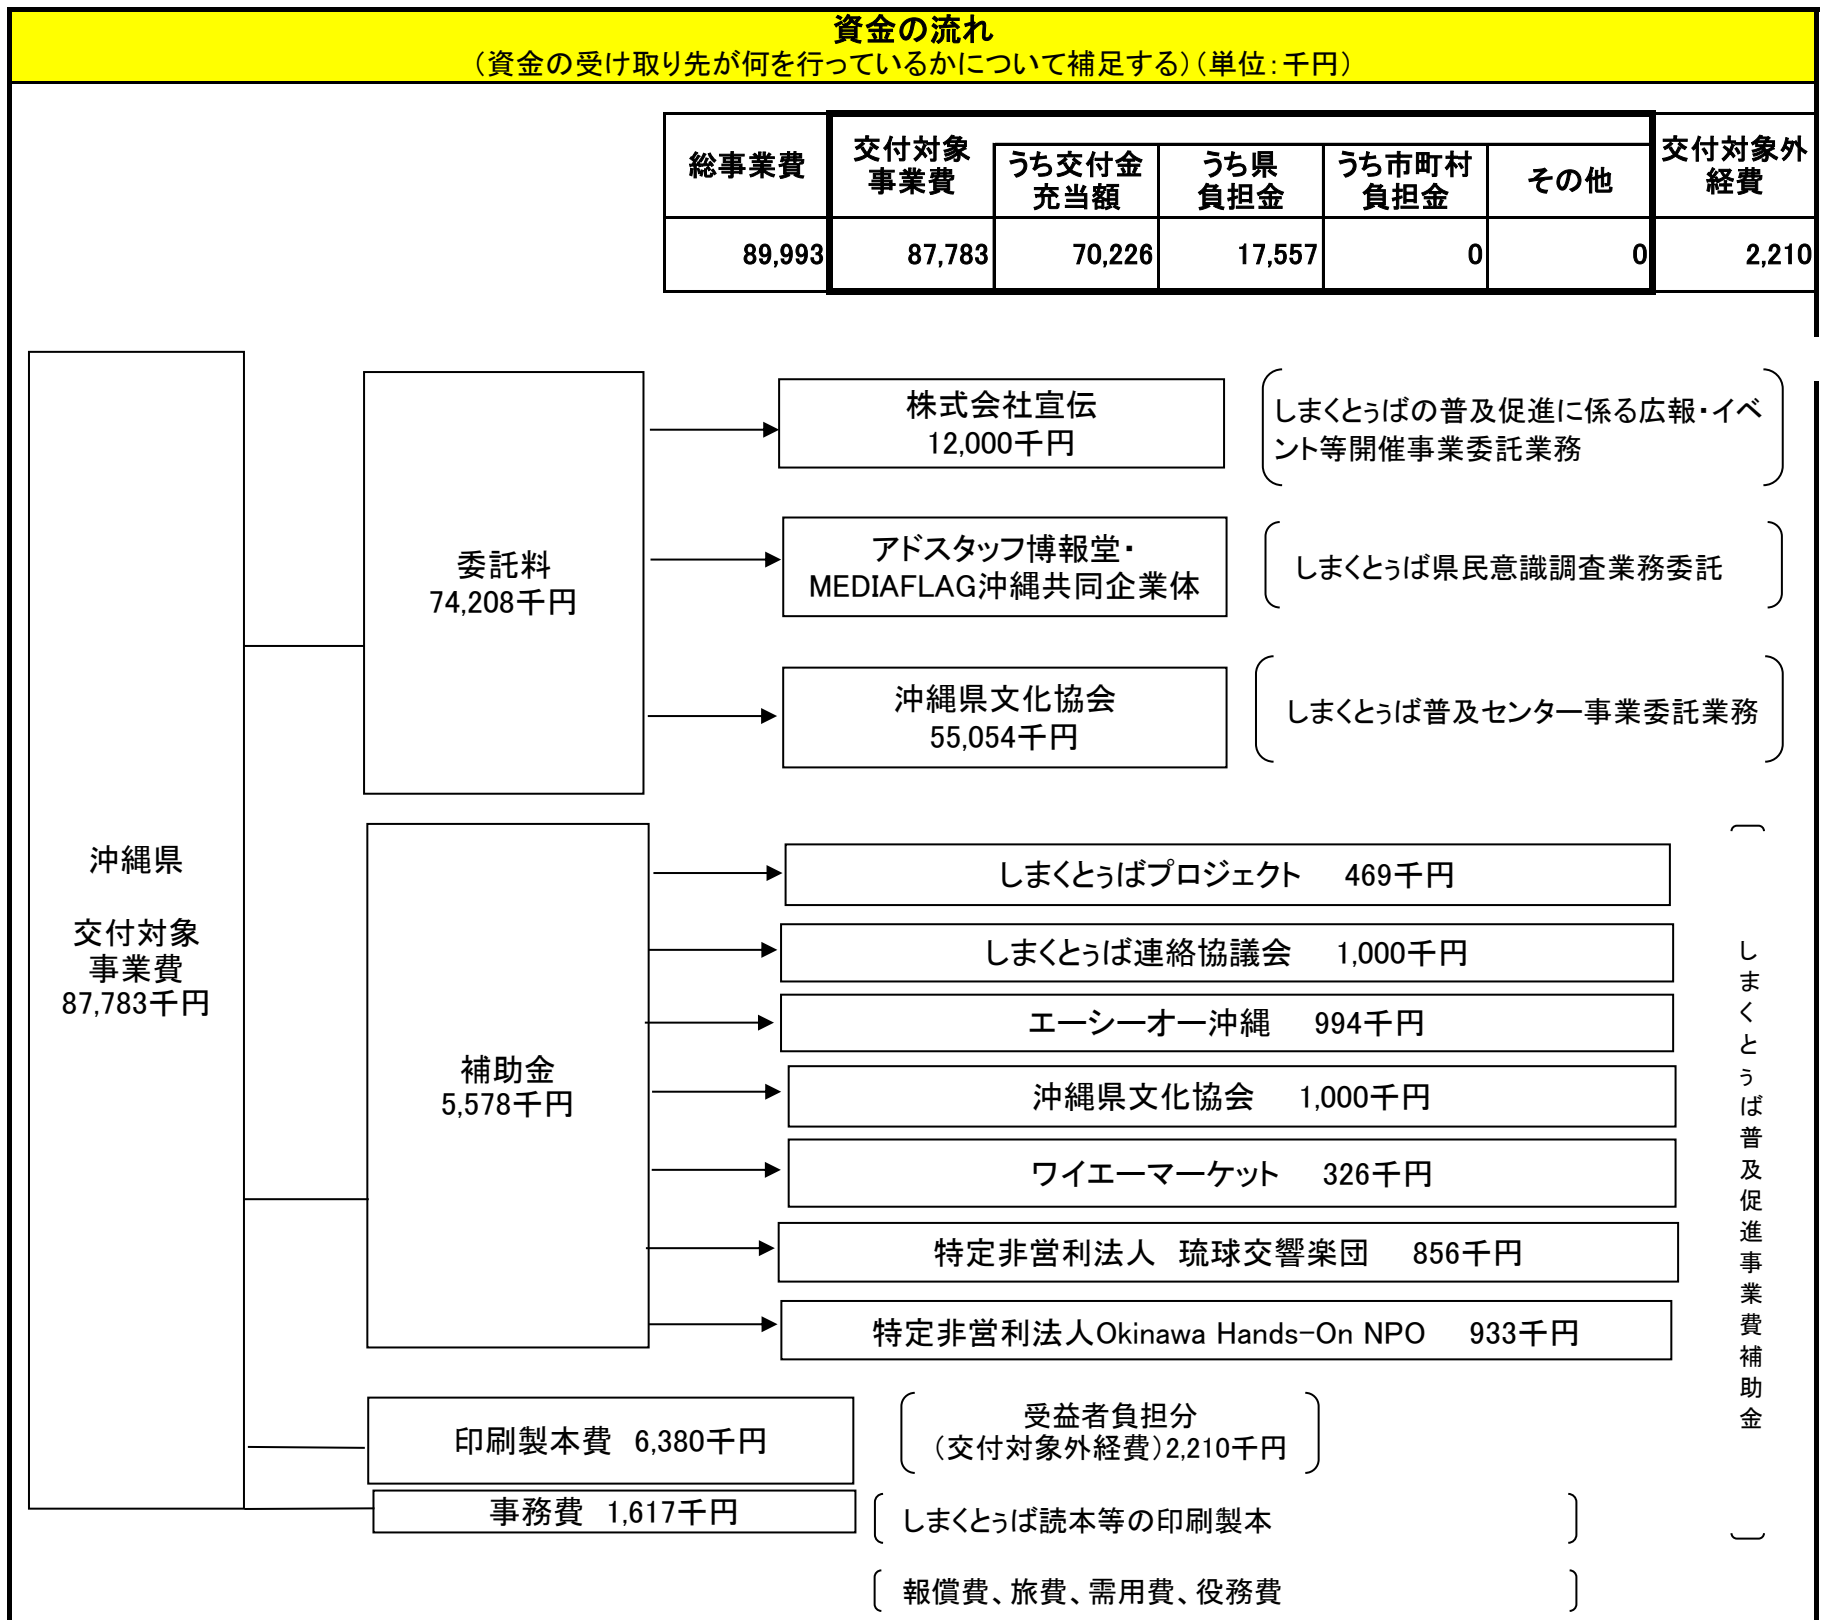 資金の流れ
（資金の受け取り先が何を行っているかについて補足する）（単位：千円）
総事業費
交付対象
事業費
うち交付金
充当額
うち県
負担金
うち市町村
負担金
その他
交付対象外
経費
89,993
87,783
70,226
17,557
0
0
2,210
沖縄県
交付対象
事業費
87,783千円
委託料
74,208千円
株式会社宣伝
12,000千円
しまくとぅばの普及促進に係る広報・イベ
ント等開催事業委託業務
アドスタッフ博報堂・
MEDIAFLAG沖縄共同企業体
しまくとぅば県民意識調査業務委託
沖縄県文化協会
55,054千円
しまくとぅば普及センター事業委託業務
補助金
5,578千円
しまくとぅばプロジェクト　469千円
しまくとぅば連絡協議会　1,000千円
エーシーオー沖縄　994千円
沖縄県文化協会　1,000千円
ワイエーマーケット　326千円
特定非営利法人　琉球交響楽団　856千円
特定非営利法人Okinawa Hands-On NPO　933千円
しまくとぅば普及促進事業費補助金
印刷製本費　6,380千円
受益者負担分
（交付対象外経費）2,210千円
事務費　1,617千円
しまくとぅば読本等の印刷製本
報償費、旅費、需用費、役務費